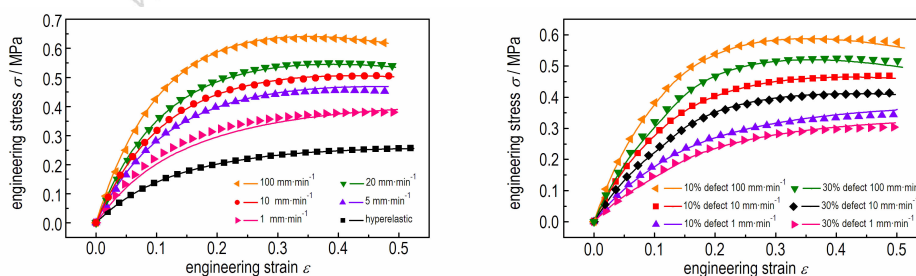 0.7
0.6
0.5
0.4
0.3
0.2
0.1
0.0
engineering stress σ / MPa
100 mm·min⁻¹
20 mm·min⁻¹
10 mm·min⁻¹
5 mm·min⁻¹
1 mm·min⁻¹
hyperelastic
0.0 0.1 0.2 0.3 0.4 0.5
engineering strain ε
0.6
0.5
0.4
0.3
0.2
0.1
0.0
engineering stress σ / MPa
10% defect 100 mm·min⁻¹
30% defect 100 mm·min⁻¹
10% defect 10 mm·min⁻¹
30% defect 10 mm·min⁻¹
10% defect 1 mm·min⁻¹
30% defect 1 mm·min⁻¹
0.0 0.1 0.2 0.3 0.4 0.5
engineering strain ε